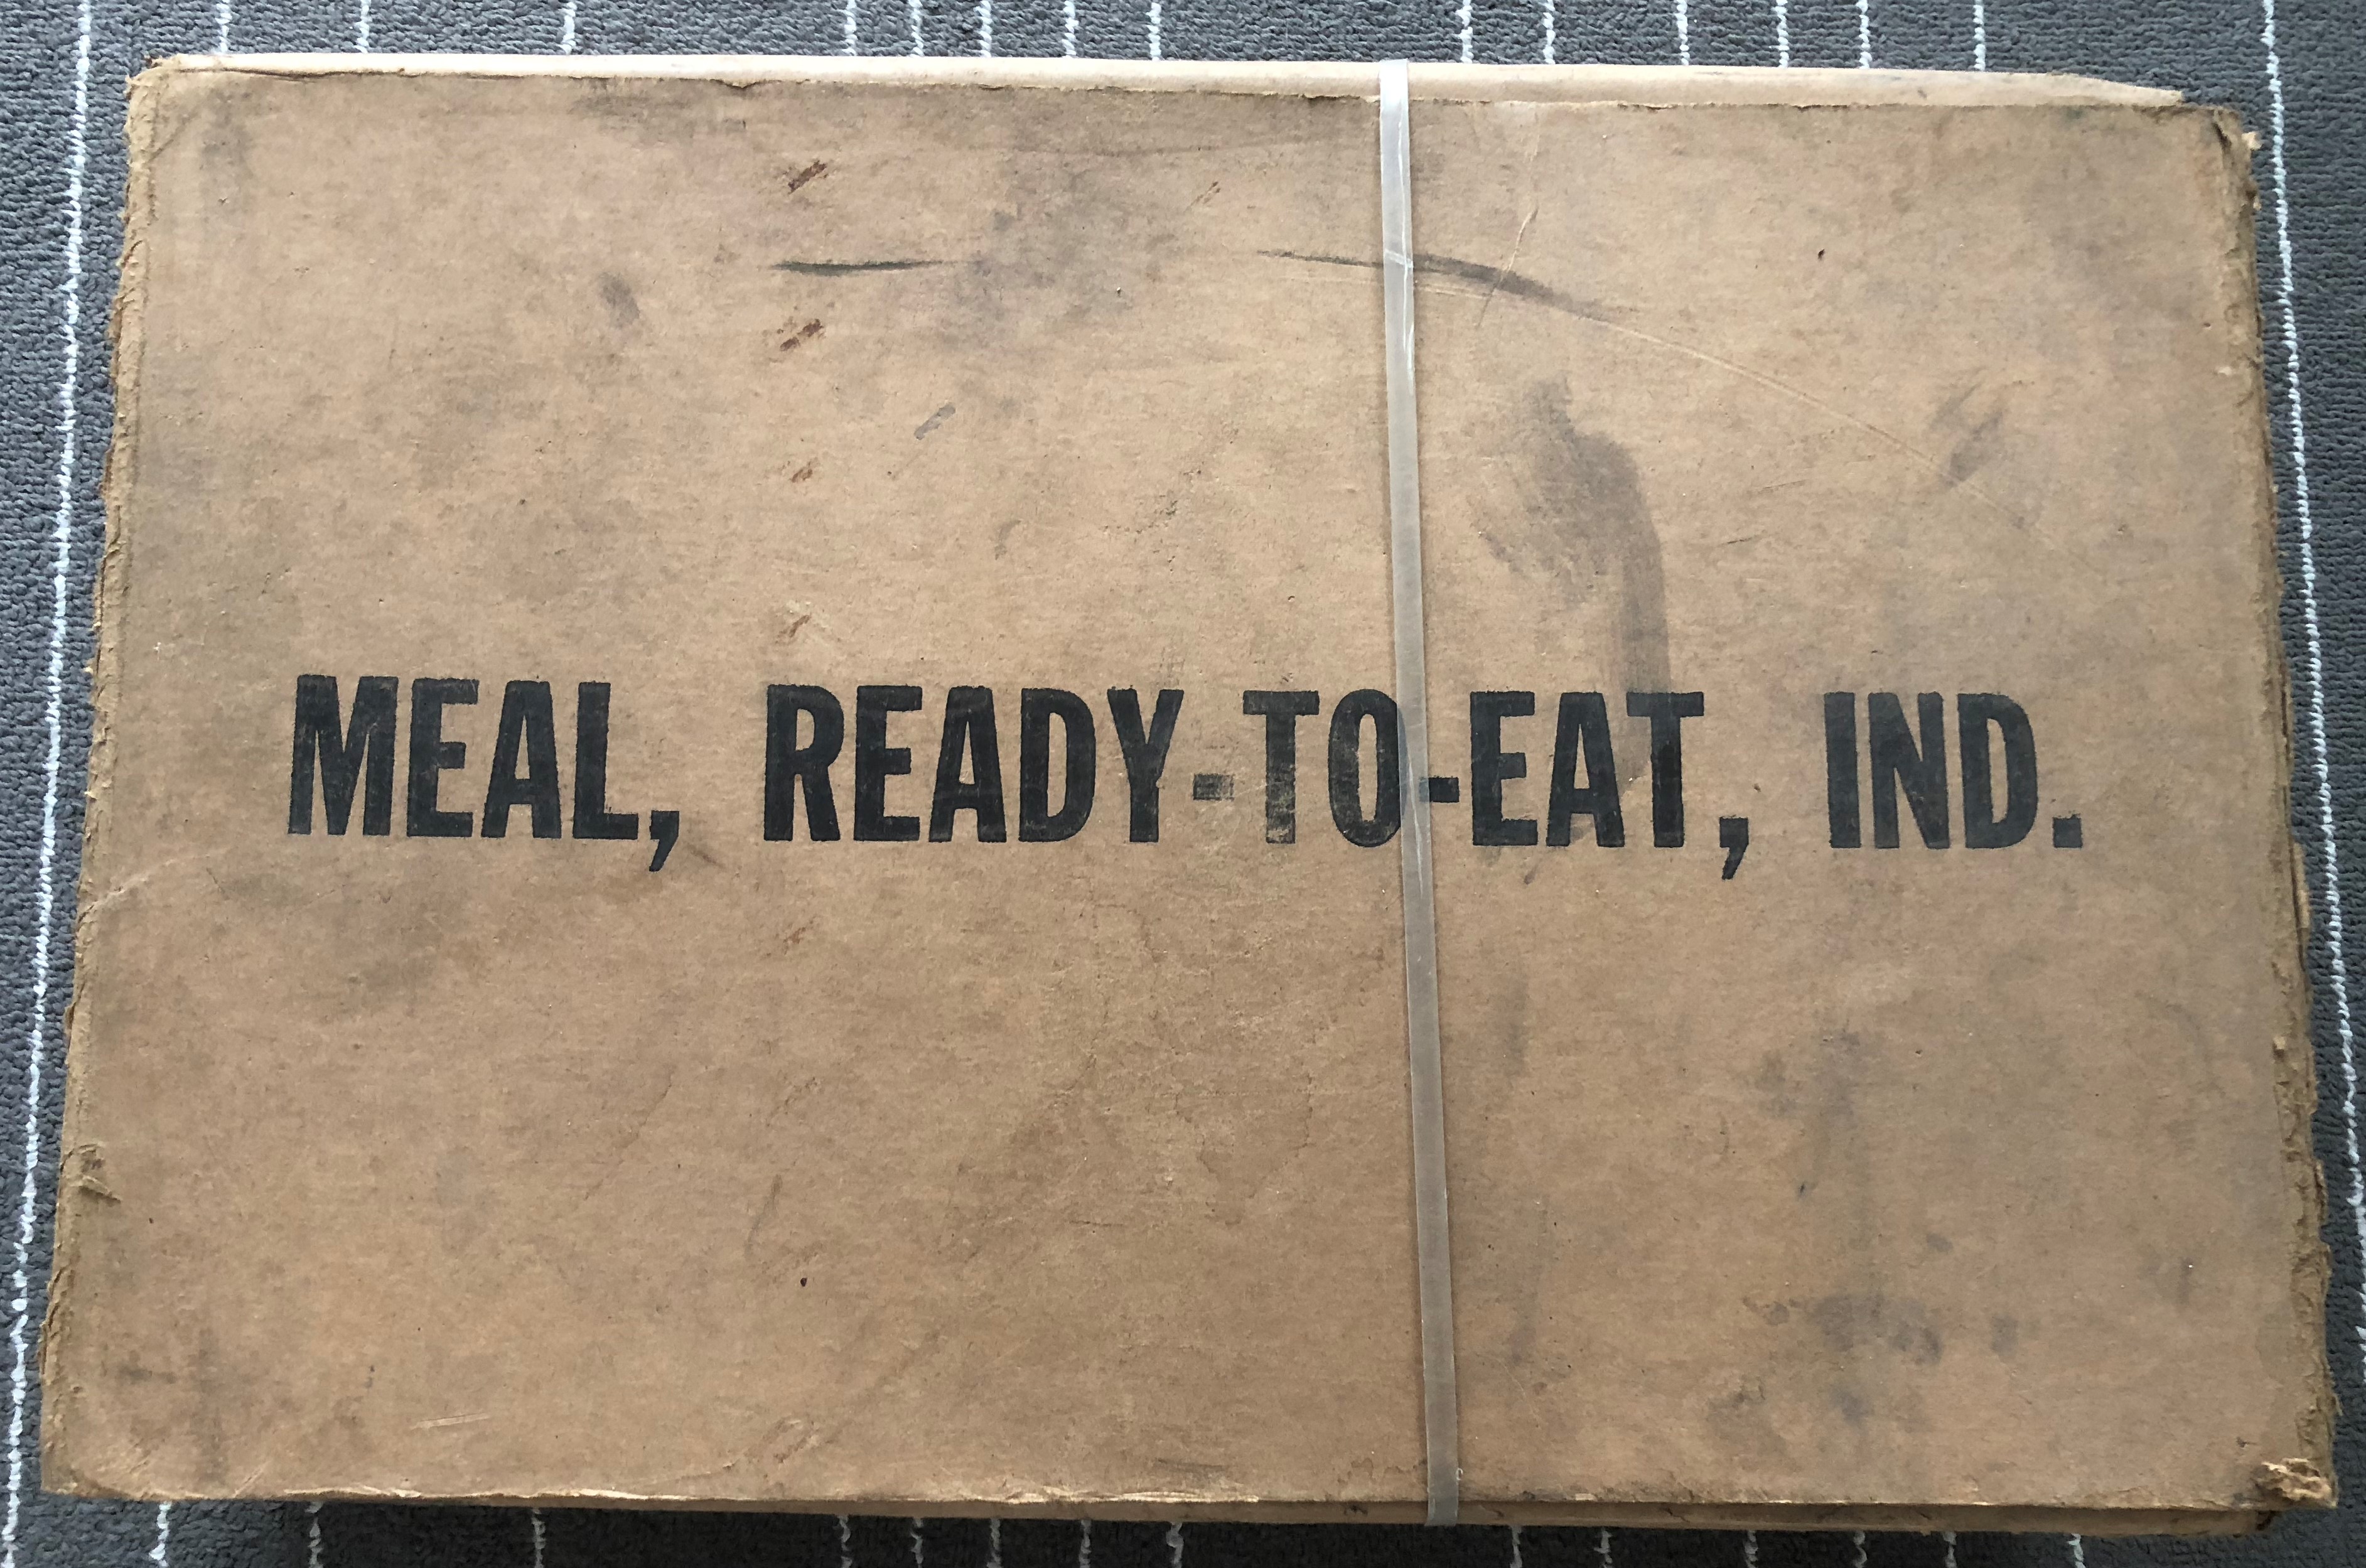 MEAL, READY-TO-EAT, IND.